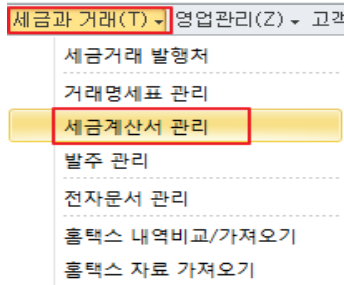 세금과 거래(T) 영업관리(Z) 고객
세금거래 발행처
거래명세표 관리
세금계산서 관리
발주 관리
전자문서 관리
홈택스 내역비교/가져오기
홈택스 자료 가져오기